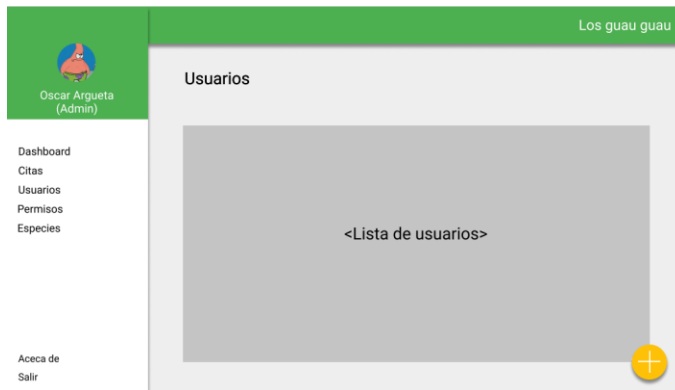 Los guau guau
Oscar Argueta
(Admin)
Usuarios
Dashboard
Citas
Usuarios
Permisos
Especies
<Lista de usuarios>
Aceca de
Salir